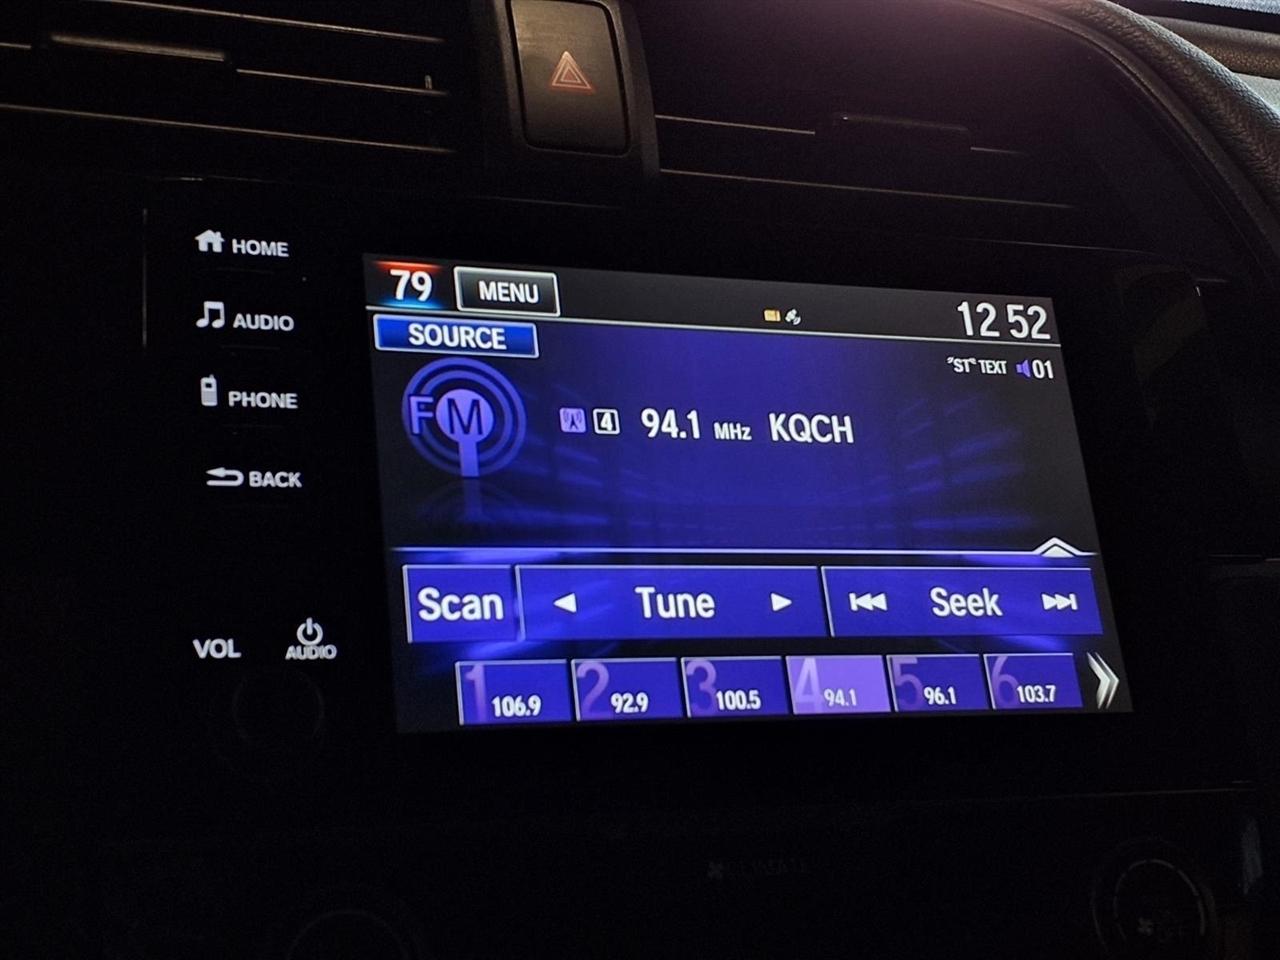 HOME
AUDIO
PHONE
BACK
VOL
AUDIO
79 MENU 12 52
SOURCE
"ST" TEXT 01
FM 4 94.1 MHz KQCH
Scan Tune Seek
1 106.9 2 92.9 3 100.5 4 94.1 5 96.1 6 103.7
CLIMATE